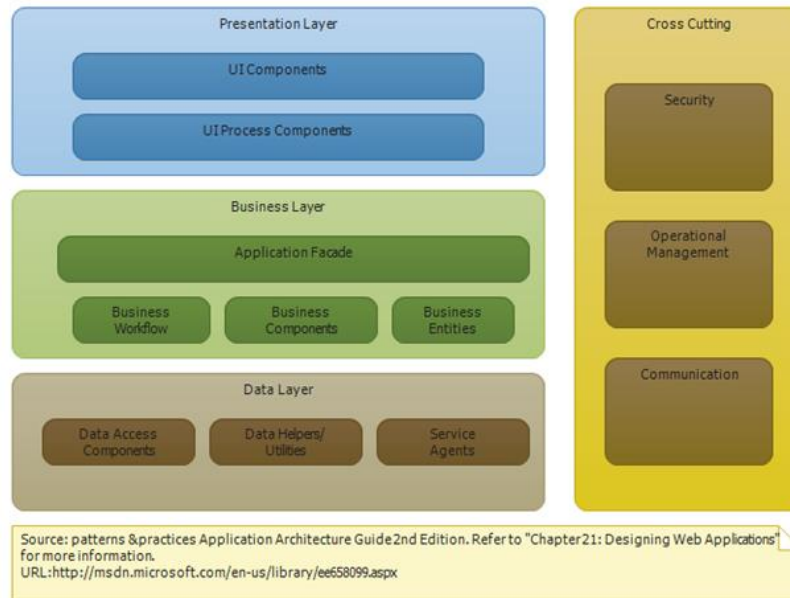 Presentation Layer
UI Components
UI Process Components
Business Layer
Application Facade
Business
Workflow
Business
Components
Business
Entities
Data Layer
Data Access
Components
Data Helpers/
Utilities
Service
Agents
Cross Cutting
Security
Operational
Management
Communication
Source: patterns &practices Application Architecture Guide 2nd Edition. Refer to "Chapter 21: Designing Web Applications"
for more information.
URL:http://msdn.microsoft.com/en-us/library/ee658099.aspx